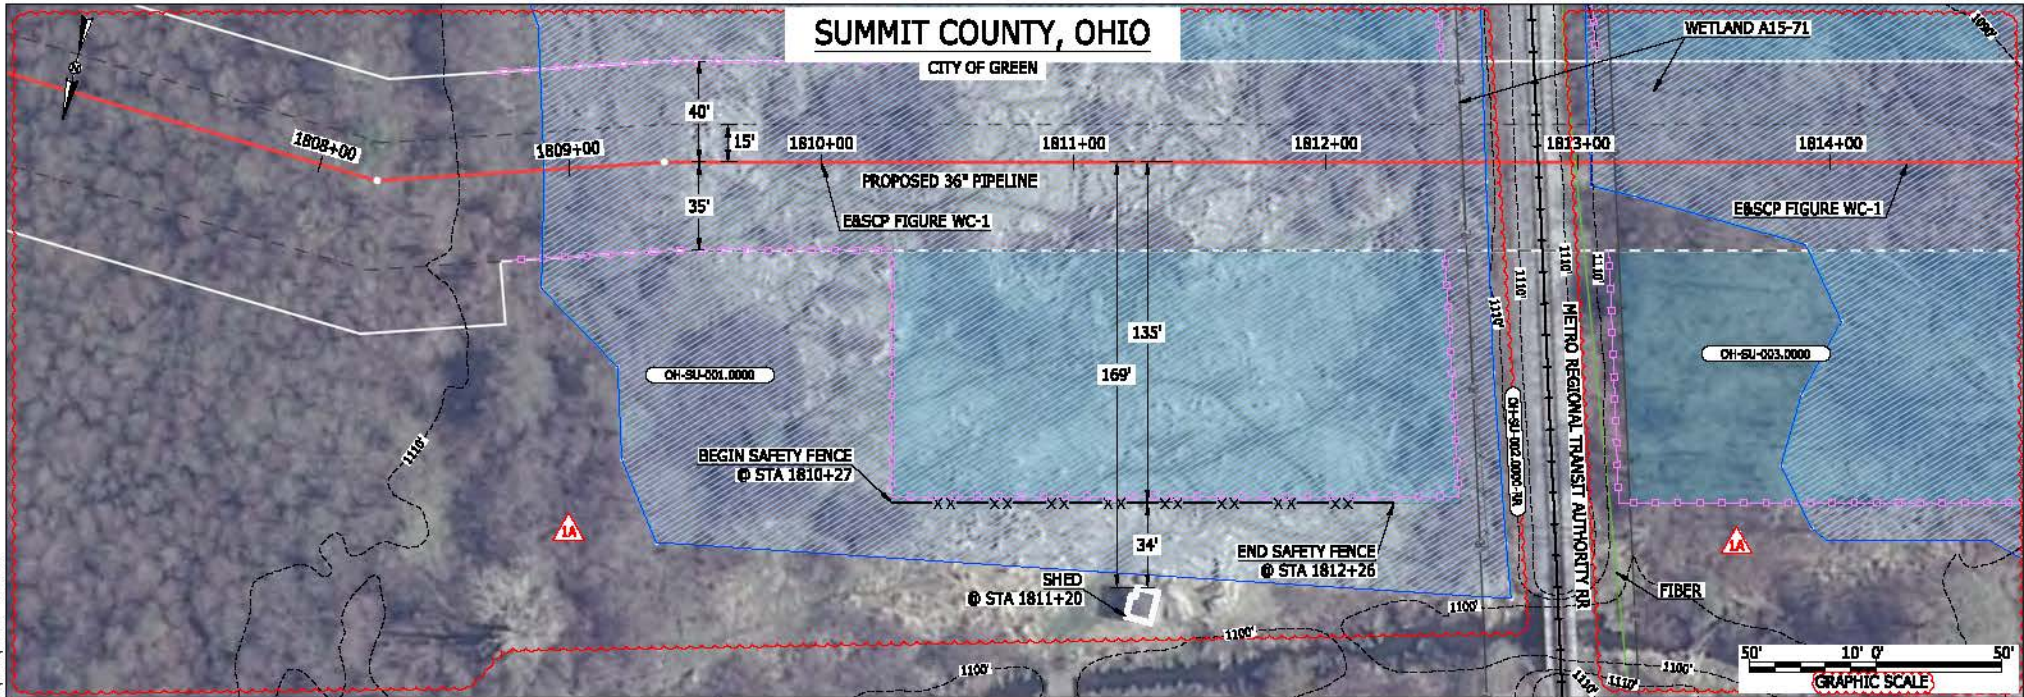 SUMMIT COUNTY, OHIO
CITY OF GREEN
WETLAND A15-71
1090'
40'
15'
1808+00
1809+00
1810+00
1811+00
1812+00
1813+00
1814+00
PROPOSED 36" PIPELINE
35'
E&SCP FIGURE WC-1
E&SCP FIGURE WC-1
1110'
1110'
1110'
1110'
135'
169'
OH-SU-001.0000
OH-SU-002.0000-RR
METRO REGIONAL TRANSIT AUTHORITY RR
OH-SU-003.0000
1110'
BEGIN SAFETY FENCE
@ STA 1810+27
1A
34'
END SAFETY FENCE
@ STA 1812+26
1A
SHED
@ STA 1811+20
FIBER
1100'
1100'
1100'
1100'
1110'
1110'
50' 10' 0' 50'
GRAPHIC SCALE